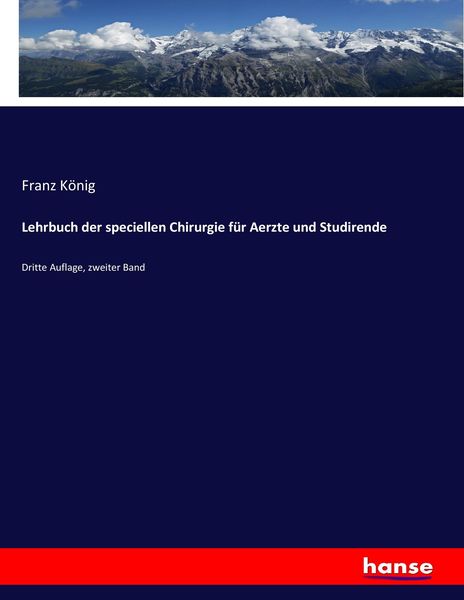 Franz König
Lehrbuch der speciellen Chirurgie für Aerzte und Studirende
Dritte Auflage, zweiter Band
hanse